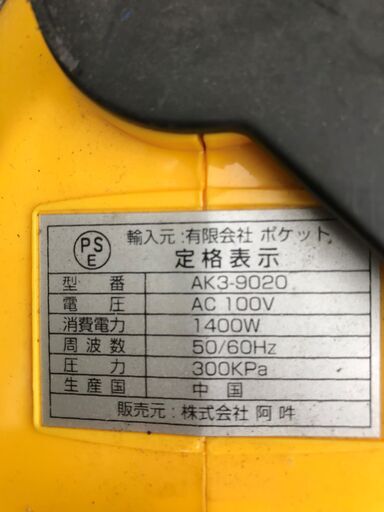 PS
E
輸入元:有限会社 ポケット
定格表示
型 番 AK3-9020
電 圧 AC 100V
消費電力 1400W
周 波 数 50/60Hz
圧 力 300KPa
生 産 国 中 国
販売元:株式会社 阿吽